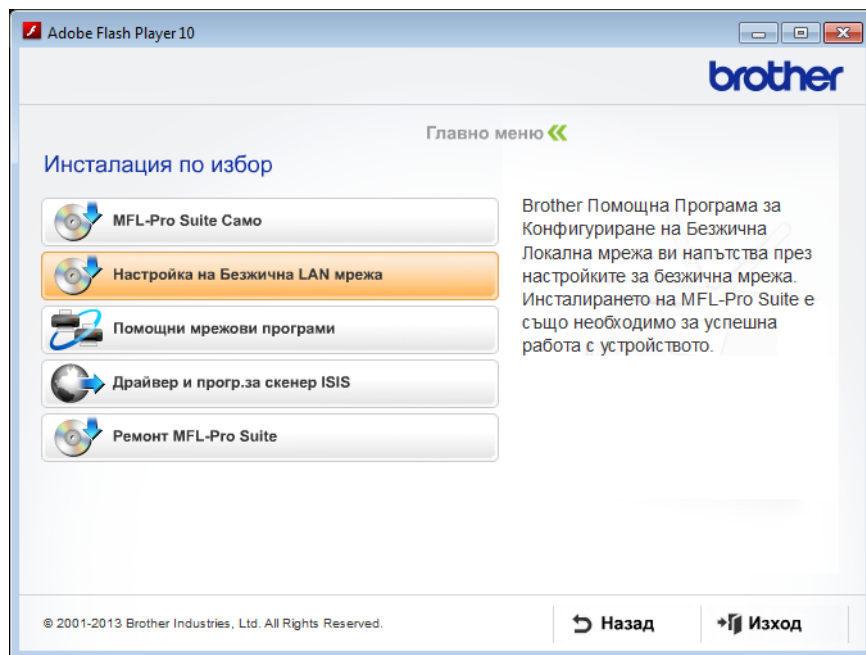 Adobe Flash Player 10
brother
Главно меню
Инсталация по избор
MFL-Pro Suite Само
Настройка на Безжична LAN мрежа
Помощни мрежови програми
Драйвер и прогр.за скенер ISIS
Ремонт MFL-Pro Suite
Brother Помощна Програма за
Конфигуриране на Безжична
Локална мрежа ви напътства през
настройките за безжична мрежа.
Инсталирането на MFL-Pro Suite е
също необходимо за успешна
работа с устройството.
© 2001-2013 Brother Industries, Ltd. All Rights Reserved.
Назад
Изход